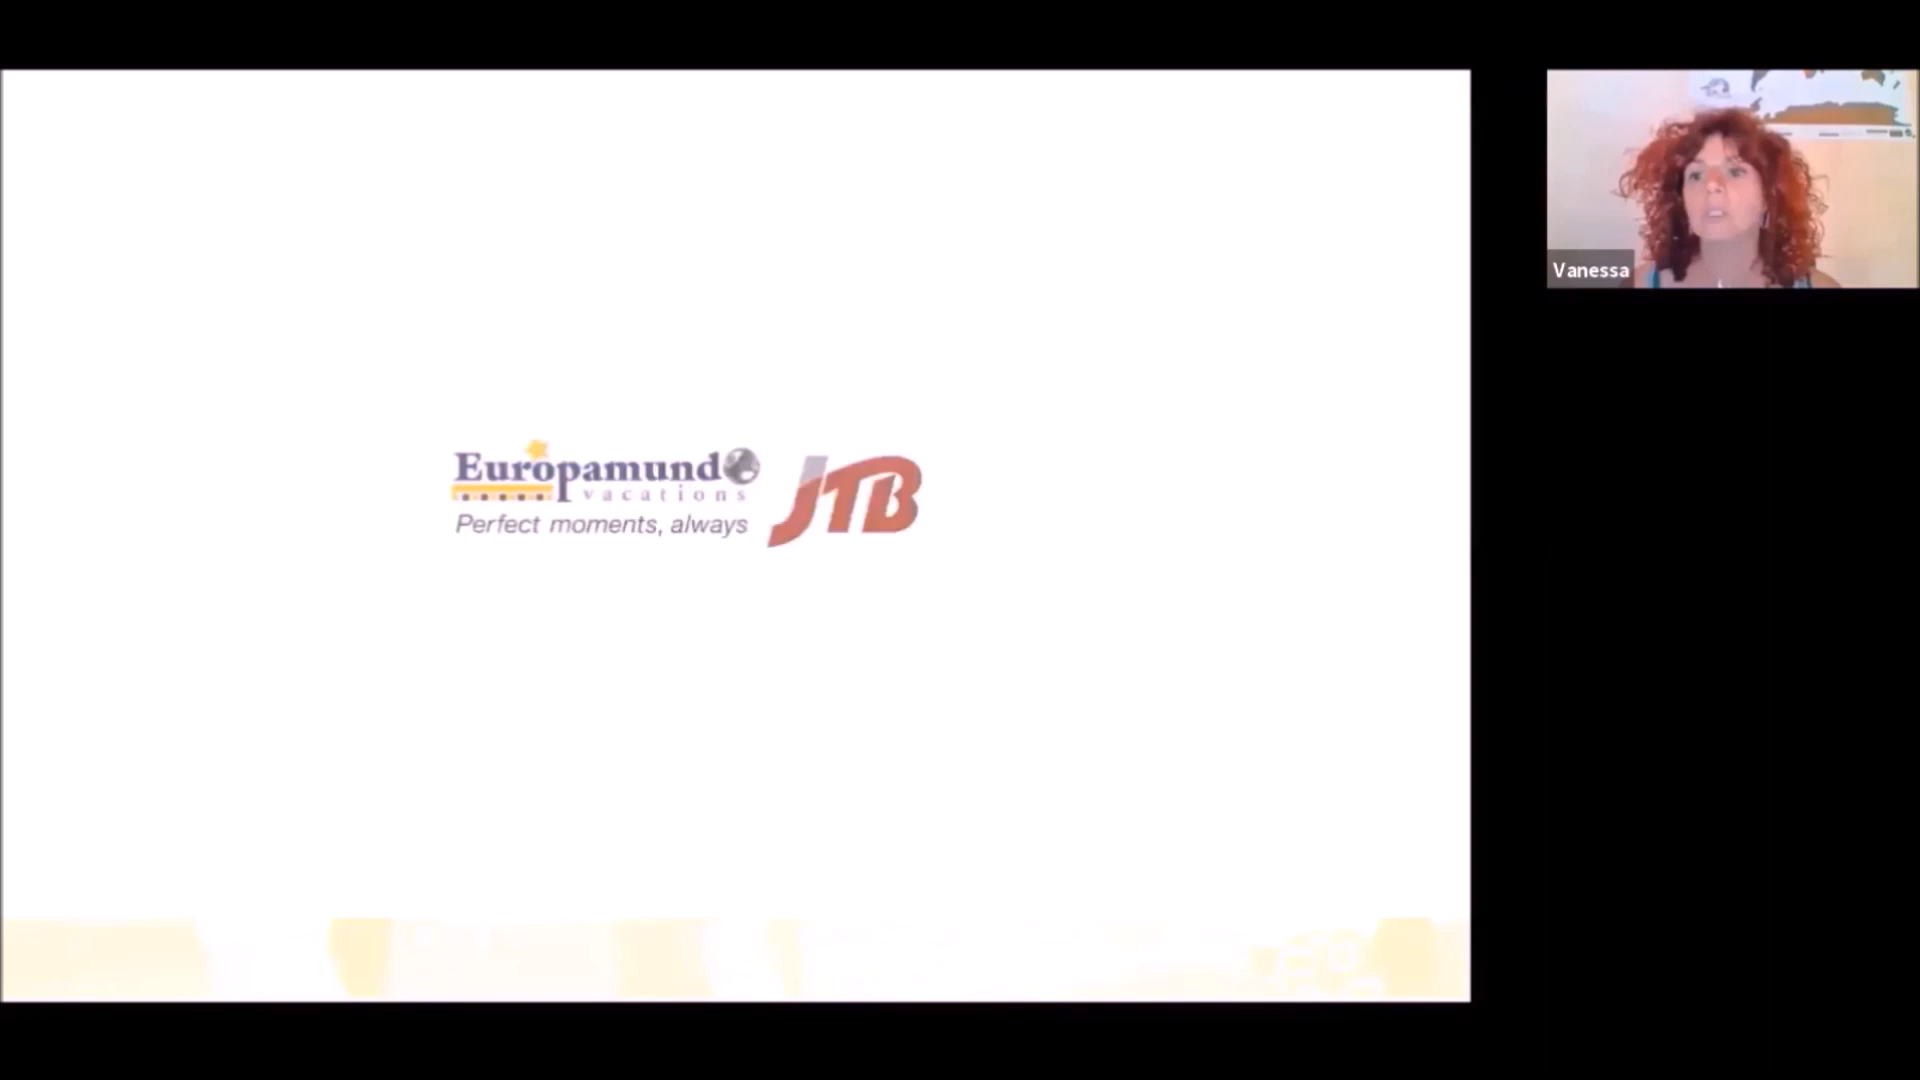 Europamundo
vacations
Perfect moments, always
JTB
Vanessa